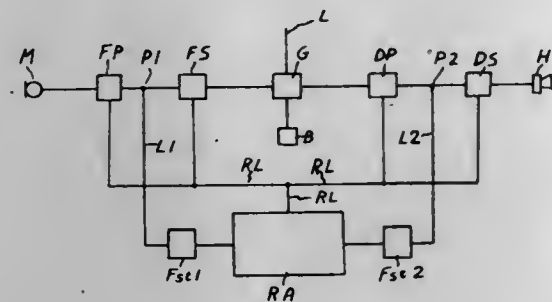 L
M FP P1 FS G DP P2 DS H
B
L1 L2
RL RL
RL
Fst1 Fst2
RA